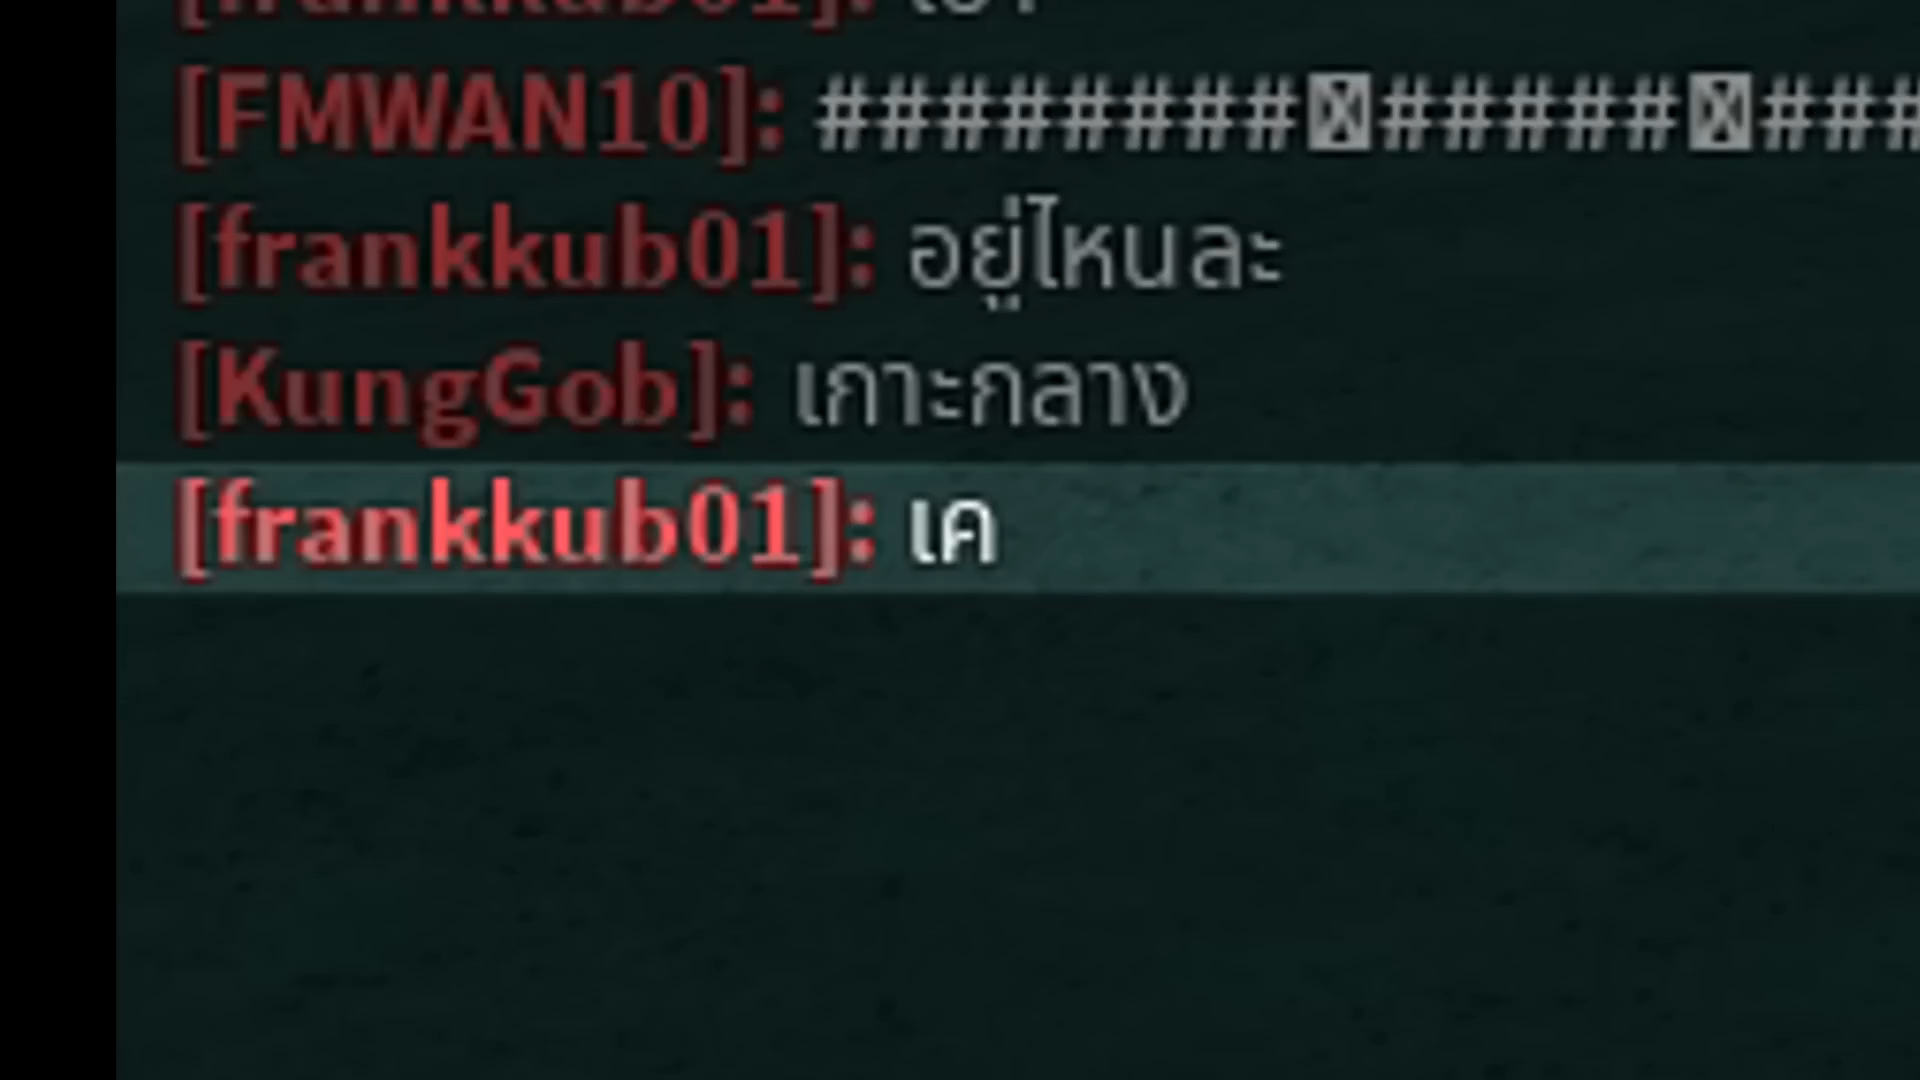 [frankkub01]:
[FMWAN10]: ########☒#####☒###
[frankkub01]: อยู่ไหนละ
[KungGob]: เกาะกลาง
[frankkub01]: เค